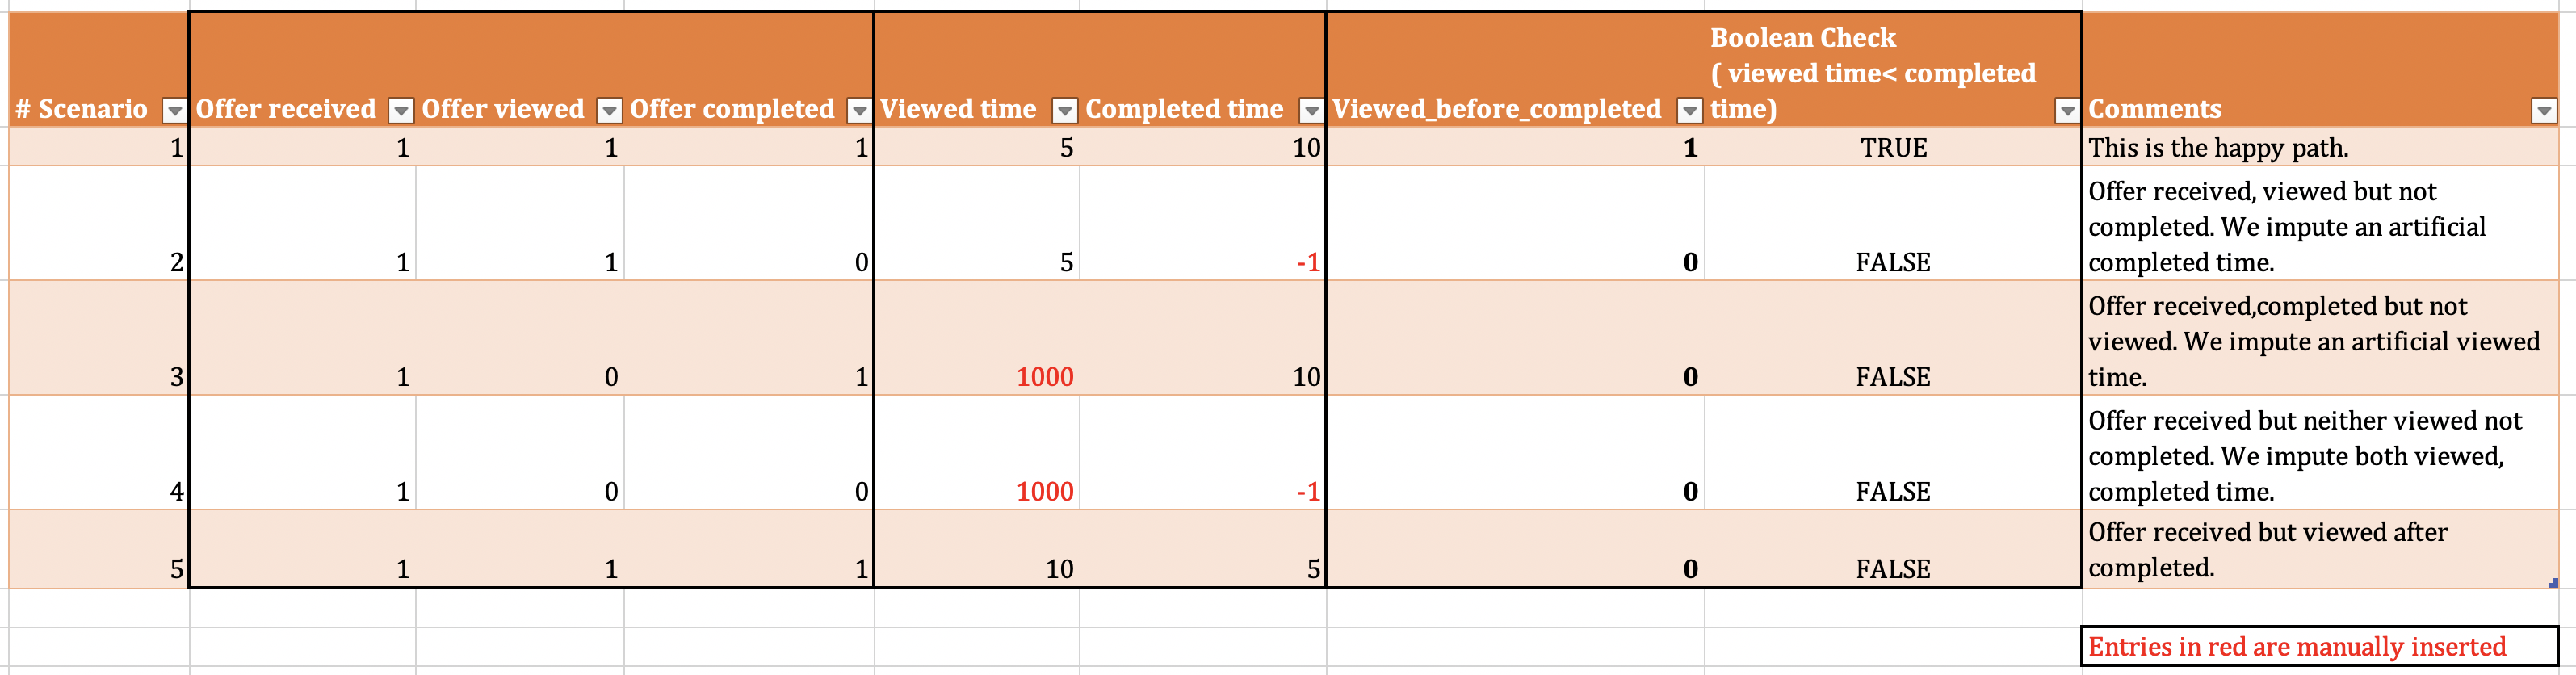 # Scenario Offer received Offer viewed Offer completed Viewed time Completed time Viewed_before_completed Boolean Check
( viewed time< completed
time) Comments
1 1 1 1 5 10 1 TRUE This is the happy path.
2 1 1 0 5 -1 0 FALSE Offer received, viewed but not
completed. We impute an artificial
completed time.
3 1 0 1 1000 10 0 FALSE Offer received,completed but not
viewed. We impute an artificial viewed
time.
4 1 0 0 1000 -1 0 FALSE Offer received but neither viewed not
completed. We impute both viewed,
completed time.
5 1 1 1 10 5 0 FALSE Offer received but viewed after
completed.
Entries in red are manually inserted